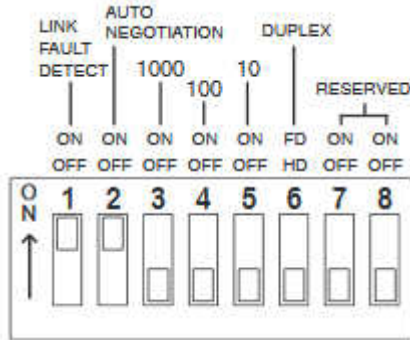 LINK
FAULT
DETECT
AUTO
NEGOTIATION
1000
100
10
DUPLEX
RESERVED
ON ON ON ON ON FD ON ON
OFF OFF OFF OFF OFF HD OFF OFF
ON
1 2 3 4 5 6 7 8